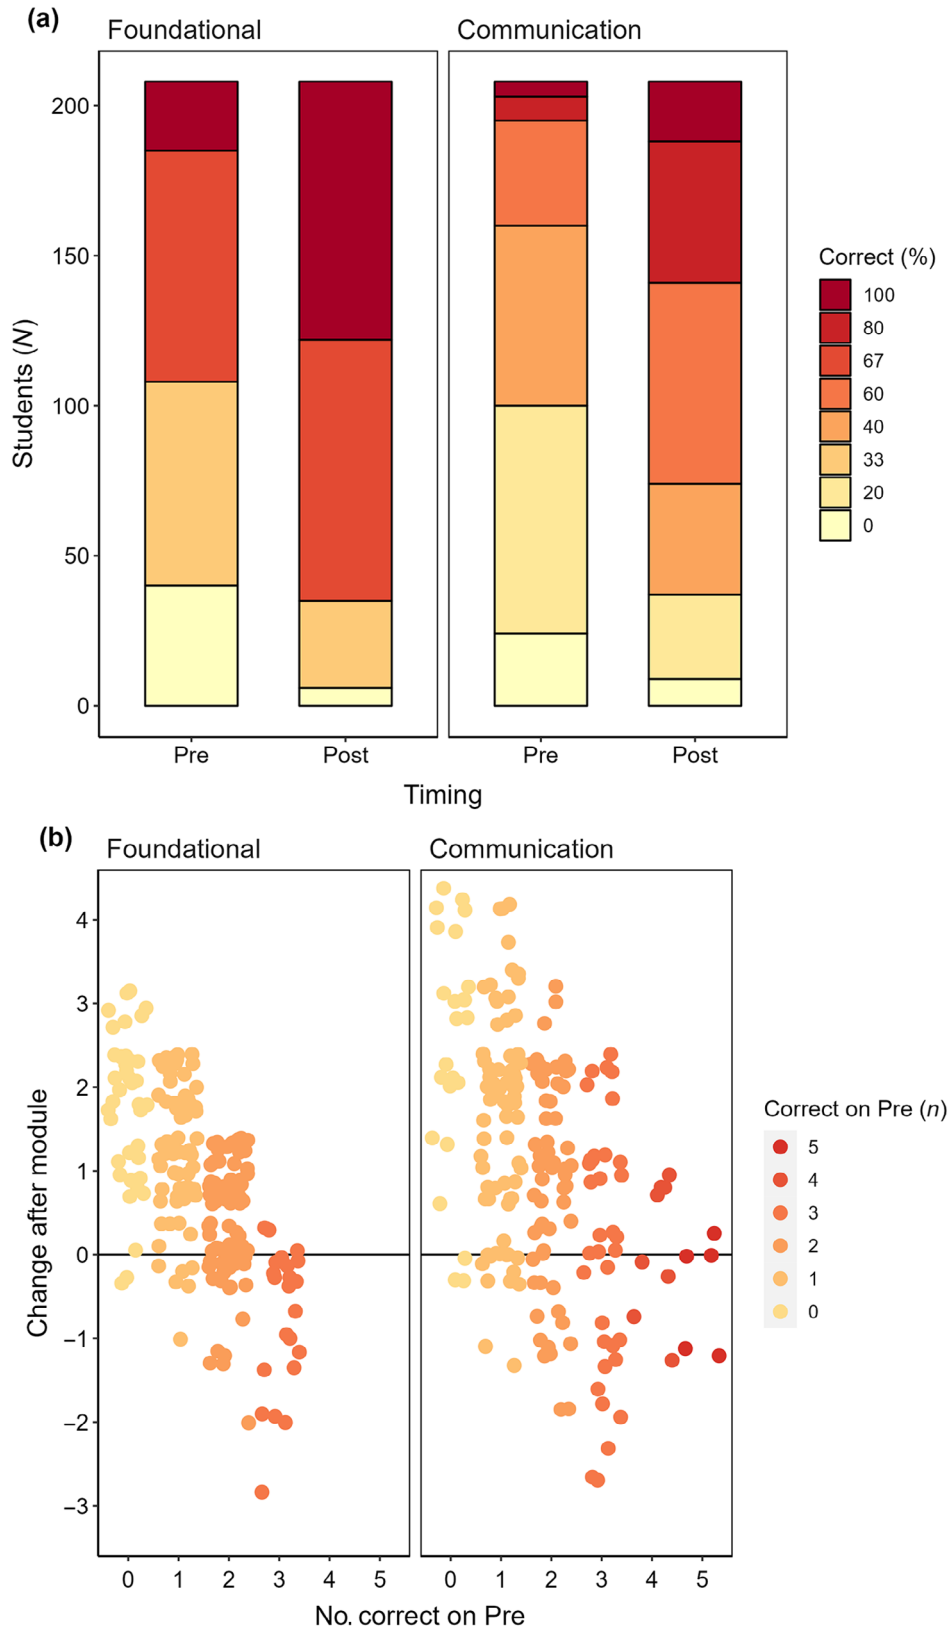 (a)
Foundational
Communication
Students (N)
200
150
100
50
0
Pre
Post
Pre
Post
Timing
Correct (%)
100
80
67
60
40
33
20
0
(b)
Foundational
Communication
Change after module
4
3
2
1
0
−1
−2
−3
0 1 2 3 4 5
0 1 2 3 4 5
No. correct on Pre
Correct on Pre (n)
5
4
3
2
1
0